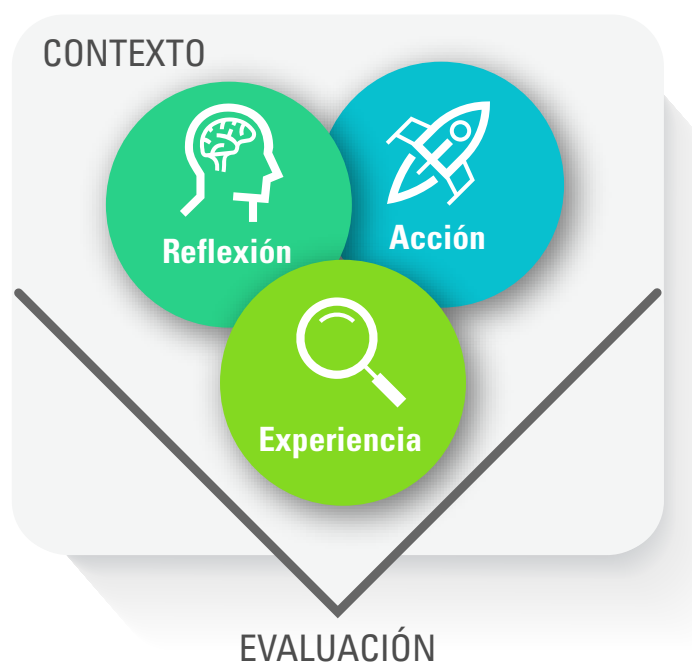 CONTEXTO
Reflexión
Acción
Experiencia
EVALUACIÓN